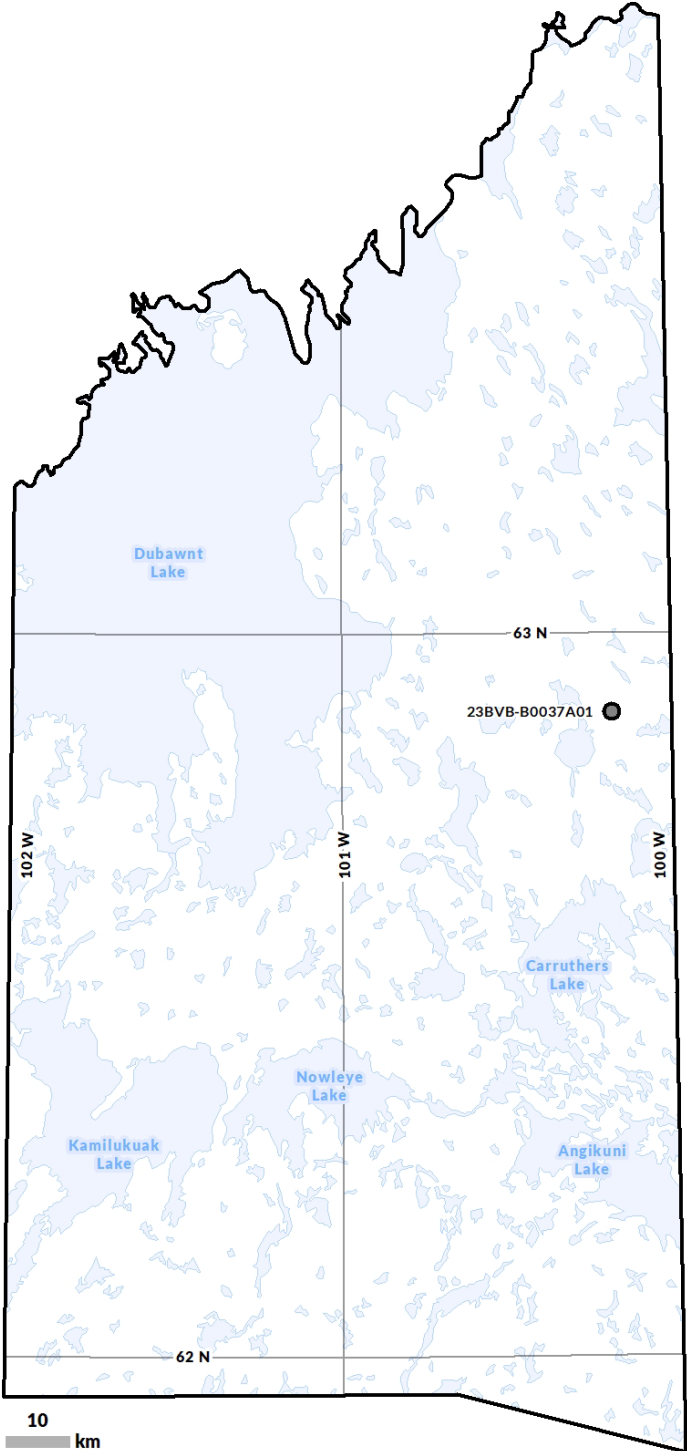 Dubawnt
Lake
63 N
23BVB-B0037A01
102 W
101 W
100 W
Carruthers
Lake
Nowleye
Lake
Kamilukuak
Lake
Angikuni
Lake
62 N
10
km